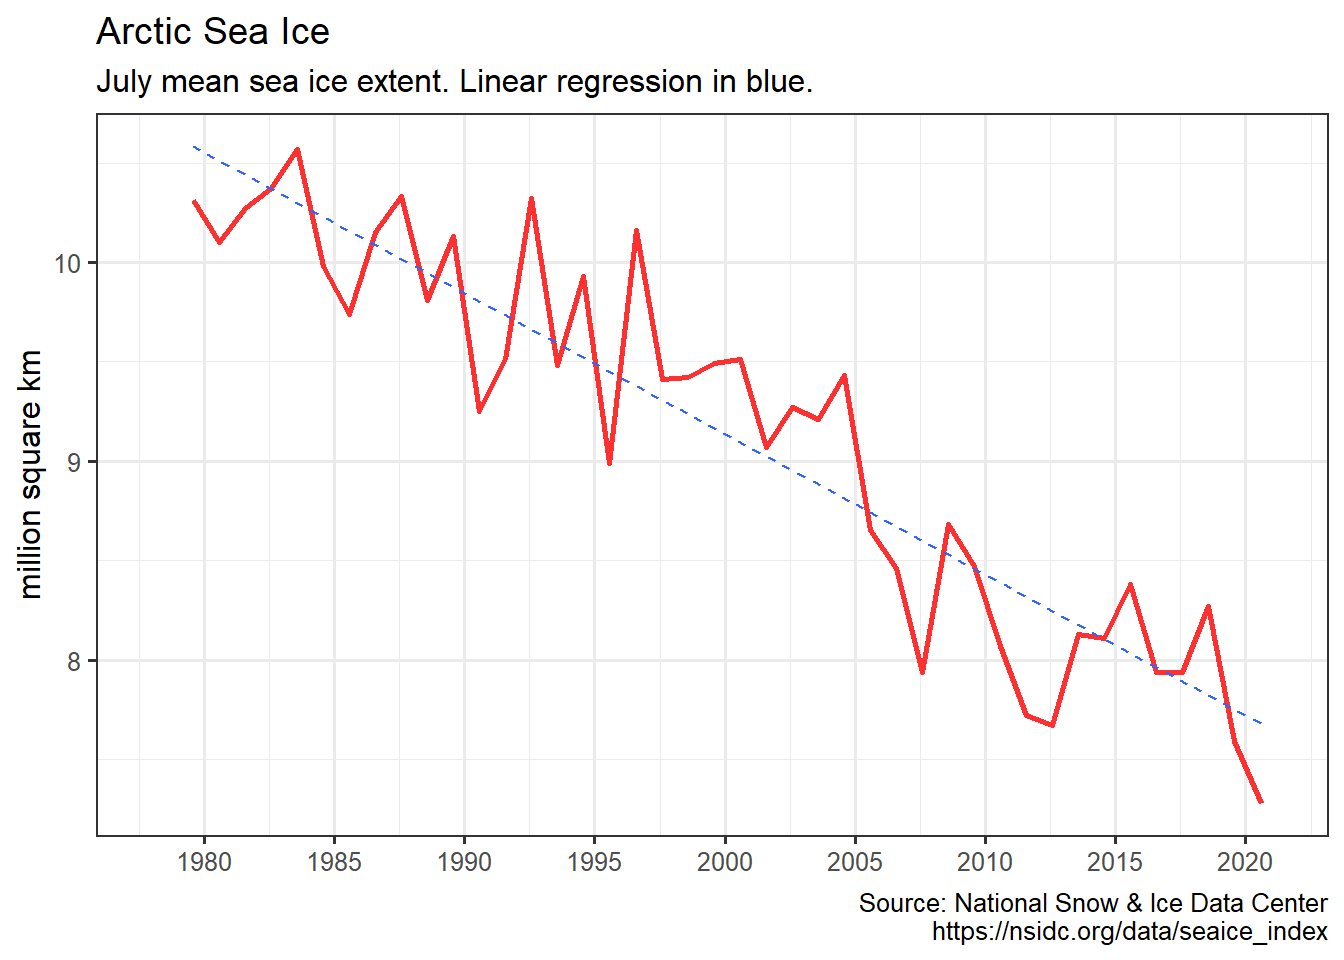 Arctic Sea Ice
July mean sea ice extent. Linear regression in blue.
million square km
10
9
8
1980 1985 1990 1995 2000 2005 2010 2015 2020
Source: National Snow & Ice Data Center
https://nsidc.org/data/seaice_index